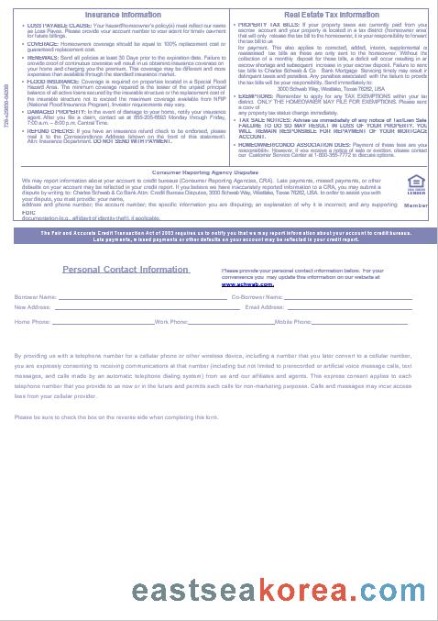 Insurance Information
LOSS PAYABLE CLAUSE: Your hazard/homeowner's policy(s) must reflect our name
as Loss Payee. Please provide your account number to your agent for timely payment
for future billings.
COVERAGE: Replacement coverage should be equal to 100% replacement cost or
guaranteed replacement cost.
RENEWALS: Send all policies at least 30 Days prior to the expiration date. Failure to
provide proof of continuous coverage will result in us obtaining insurance coverage on
your home and charging you the premium. This coverage may be different and more
expensive than available through the standard insurance market.
FLOOD INSURANCE: Coverage is required on properties located in a Special Flood
Hazard Area. The minimum coverage required is the lesser of the unpaid principal
balance of all active loans secured by the insurable structure or the replacement cost of
the insurable structure not to exceed the maximum coverage available from NFIP
(National Flood Insurance Program). Investor requirements may vary.
DAMAGED PROPERTY: In the event of damage to your home, notify your insurance
agent. After you file a claim, contact us at Monday through Friday,
7:00 a.m. – 8:00 p.m. Central Time.
REFUND CHECKS: If you have an insurance refund check to be endorsed, please
mail it to the Correspondence Address listed on the front of this statement:
Attn: Insurance Department. DO NOT SEND WITH PAYMENT.
Real Estate Tax Information
PROPERTY TAX BILLS: If your property taxes are currently paid from you
escrow account and your property is located in a tax district (homeowner area)
that will only release the tax bill to the homeowner, it is your responsibility to forward
the tax bill to us
for payment. This also applies to corrected, added, interim, supplemental or
reassessed tax bills as these are only sent to the homeowner. Without the
collection of a monthly deposit for these bills, a deficit will occur resulting in an
escrow shortage and subsequent increase in your escrow deposit. Failure to send
tax bills to Charles Schwab & Co Bank Mortgage Servicing timely may result in
delinquent taxes and penalties. Any penalties associated with the failure to provide
the tax bills will be your responsibility. Send immediately to:
3000 Schwab Way, Westlake, Texas 76262, USA
EXEMPTIONS: Remember to apply for any TAX EXEMPTIONS within your tax
district. ONLY THE HOMEOWNER MAY FILE FOR EXEMPTIONS. Please send
a copy of
any property tax status change immediately.
TAX SALE NOTICES: Advise us immediately of any notice of Tax/Loan Sale
FAILURE TO DO SO MAY RESULT IN LOSS OF YOUR PROPERTY. YOU
WILL REMAIN RESPONSIBLE FOR REPAYMENT OF YOUR MORTGAGE
ACCOUNT.
HOMEOWNER/CONDO ASSOCIATION DUES: Payment of these fees are your
responsibility. However, if you receive a notice of sale or eviction, please contact
our Customer Service Center at to discuss options.
Consumer Reporting Agency Disputes
We may report information about your account to credit bureaus (Consumer Reporting Agencies, CRA). Late payments, missed payments, or other
defaults on your account may be reflected in your credit report. If you believe we have inaccurately reported information to a CRA, you may submit a
dispute by writing to: Charles Schwab & Co Bank Attn: Credit Bureau Disputes, 3000 Schwab Way, Westlake, Texas 76262, USA. In order to assist you with
your dispute, you must provide: your name,
address and phone number; the account number; the specific information you are disputing; an explanation of why it is incorrect; and any supporting Member
FDIC
documentation (e.g., affidavit of identity theft), if applicable.
The Fair and Accurate Credit Transaction Act of 2003 requires us to notify you that we may report information about your account to credit bureaus.
Late payments, missed payments or other defaults on your account may be reflected in your credit report.
Personal Contact Information
Please provide your personal contact information below. For your
convenience you may update this information on our website at
www.schwab.com.
Borrower Name: Co-Borrower Name:
New Address: Email Address:
Home Phone: Work Phone: Mobile Phone:
By providing us with a telephone number for a cellular phone or other wireless device, including a number that you later convert to a cellular number,
you are expressly consenting to receiving communications at that number (including but not limited to prerecorded or artificial voice message calls, text
messages, and calls made by an automatic telephone dialing system) from us and our affiliates and agents. This express consent applies to each
telephone number that you provide to us now or in the future and permits such calls for non-marketing purposes. Calls and messages may incur access
fees from your cellular provider.
Please be sure to check the box on the reverse side when completing this form.
eastseakorea.com